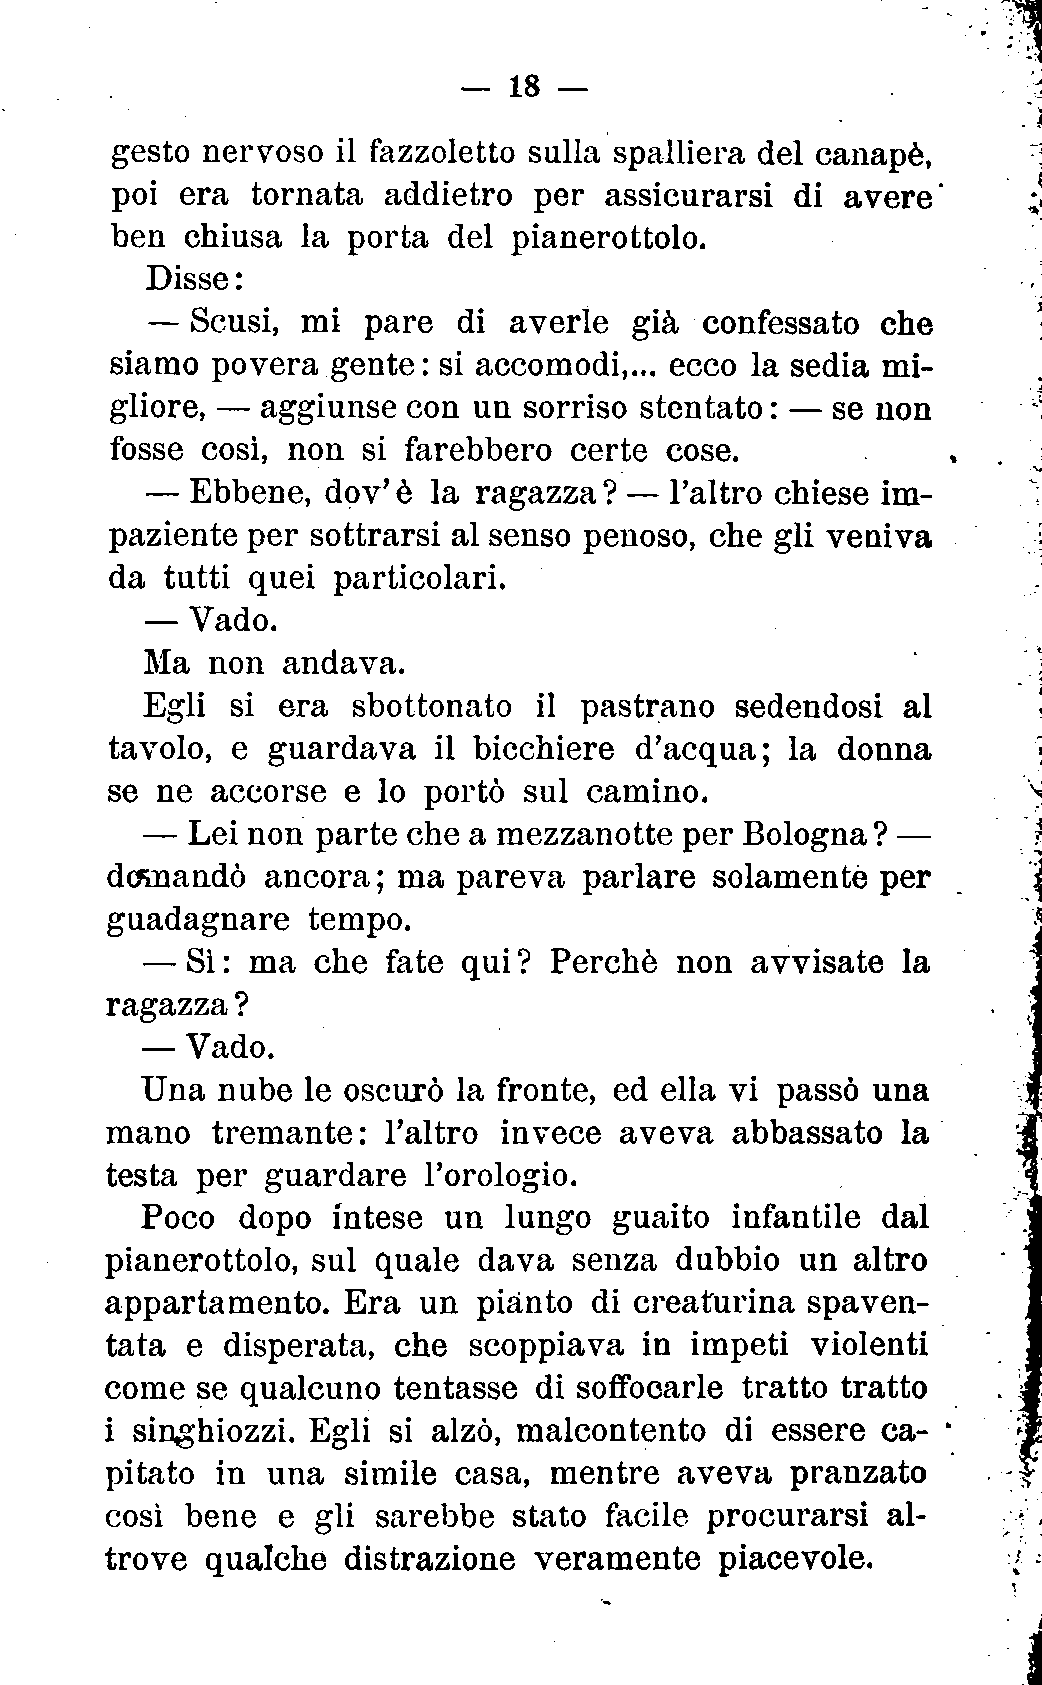 — 18 —
gesto nervoso il fazzoletto sulla spalliera del canapè,
poi era tornata addietro per assicurarsi di avere
ben chiusa la porta del pianerottolo.
Disse:
— Scusi, mi pare di averle già confessato che
siamo povera gente: si accomodi,... ecco la sedia mi-
gliore, — aggiunse con un sorriso stentato: — se non
fosse così, non si farebbero certe cose.
— Ebbene, dov'è la ragazza? — l'altro chiese im-
paziente per sottrarsi al senso penoso, che gli veniva
da tutti quei particolari.
— Vado.
Ma non andava.
Egli si era sbottonato il pastrano sedendosi al
tavolo, e guardava il bicchiere d'acqua; la donna
se ne accorse e lo portò sul camino.
— Lei non parte che a mezzanotte per Bologna? —
domandò ancora; ma pareva parlare solamente per
guadagnare tempo.
— Sì: ma che fate qui? Perchè non avvisate la
ragazza?
— Vado.
Una nube le oscurò la fronte, ed ella vi passò una
mano tremante: l'altro invece aveva abbassato la
testa per guardare l'orologio.
Poco dopo intese un lungo guaito infantile dal
pianerottolo, sul quale dava senza dubbio un altro
appartamento. Era un pianto di creaturina spaven-
tata e disperata, che scoppiava in impeti violenti
come se qualcuno tentasse di soffocarle tratto tratto
i singhiozzi. Egli si alzò, malcontento di essere ca-
pitato in una simile casa, mentre aveva pranzato
così bene e gli sarebbe stato facile procurarsi al-
trove qualche distrazione veramente piacevole.